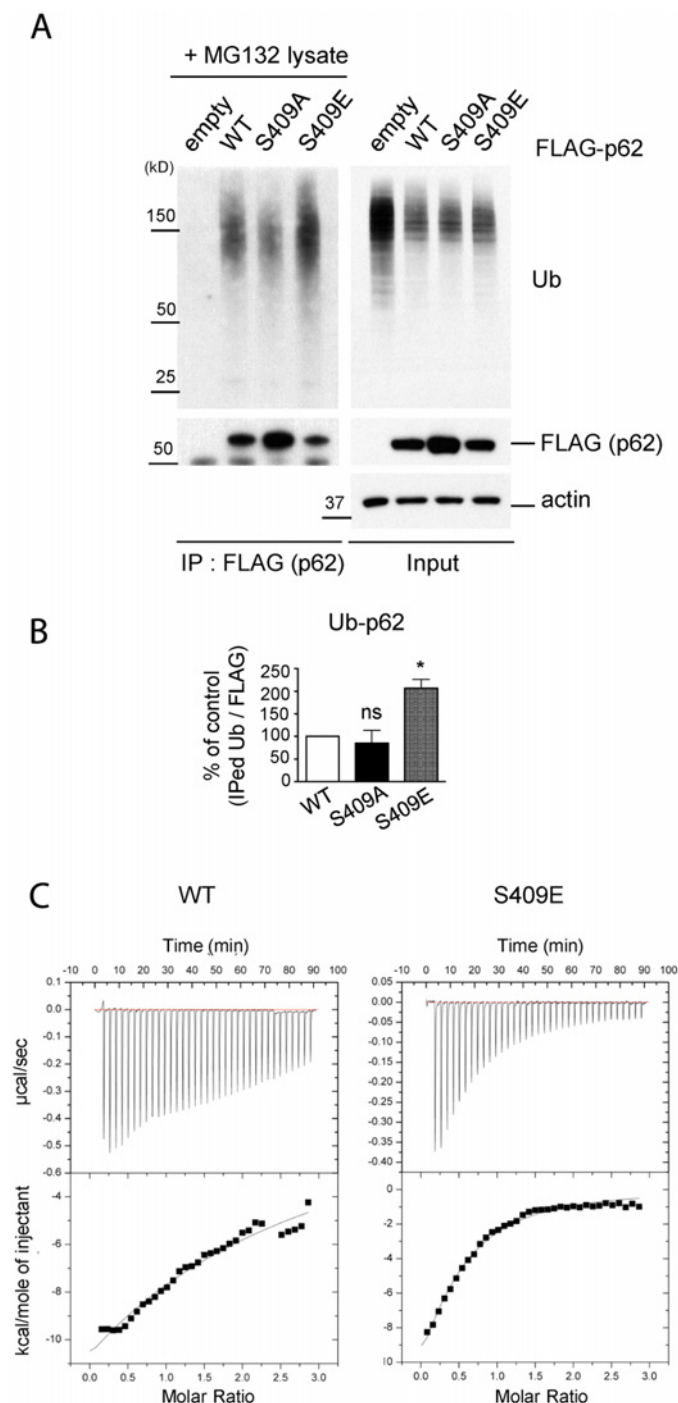 A
+ MG132 lysate
empty WT S409A S409E empty WT S409A S409E FLAG-p62
(kD)
150
50
25
Ub
50
FLAG (p62)
37
actin
IP : FLAG (p62) Input
B
Ub-p62
% of control
(IPed Ub / FLAG)
250
200
150
100
50
0
ns
*
WT S409A S409E
C
WT S409E
Time (min) Time (min)
-10 0 10 20 30 40 50 60 70 80 90 100 -10 0 10 20 30 40 50 60 70 80 90 100
µcal/sec
0.1
0.0
-0.1
-0.2
-0.3
-0.4
-0.5
-0.6
0.00
-0.05
-0.10
-0.15
-0.20
-0.25
-0.30
-0.35
-0.40
kcal/mole of injectant
-4
-6
-8
-10
0
-2
-4
-6
-8
-10
0.0 0.5 1.0 1.5 2.0 2.5 3.0 0.0 0.5 1.0 1.5 2.0 2.5 3.0
Molar Ratio Molar Ratio